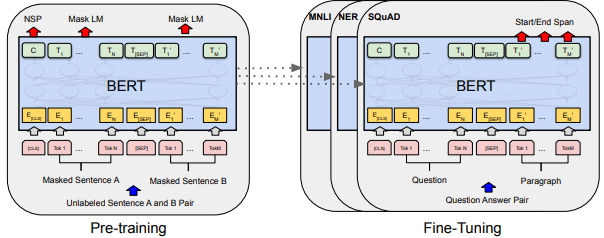 NSP Mask LM Mask LM
C T1 ... TN T[SEP] T1' ... TM'
BERT
E[CLS] E1 ... EN E[SEP] E1' ... EM'
[CLS] Tok 1 ... Tok N [SEP] Tok 1 ... TokM
Masked Sentence A Masked Sentence B
Unlabeled Sentence A and B Pair
Pre-training
MNLI NER SQuAD Start/End Span
C T1 ... TN T[SEP] T1' ... TM'
BERT
E[CLS] E1 ... EN E[SEP] E1' ... EM'
[CLS] Tok 1 ... Tok N [SEP] Tok 1 ... TokM
Question Paragraph
Question Answer Pair
Fine-Tuning